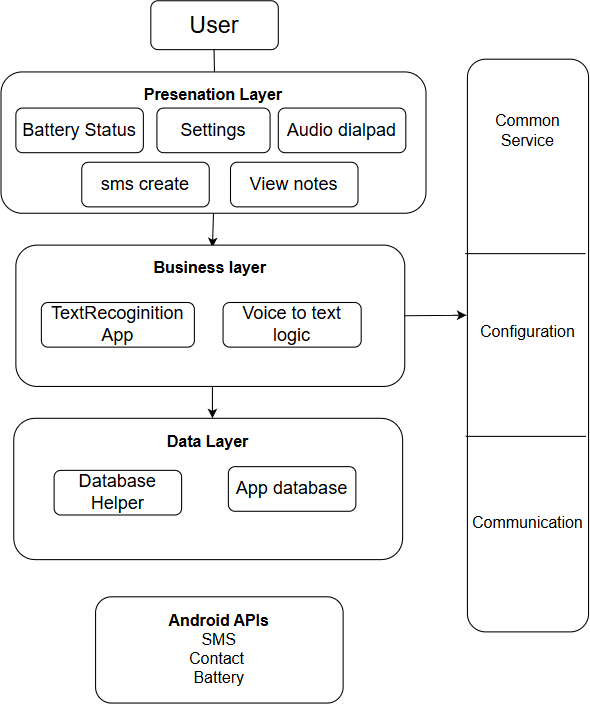 User
Presenation Layer
Battery Status
Settings
Audio dialpad
sms create
View notes
Business layer
TextRecoginition
App
Voice to text
logic
Data Layer
Database
Helper
App database
Android APIs
SMS
Contact
Battery
Common
Service
Configuration
Communication